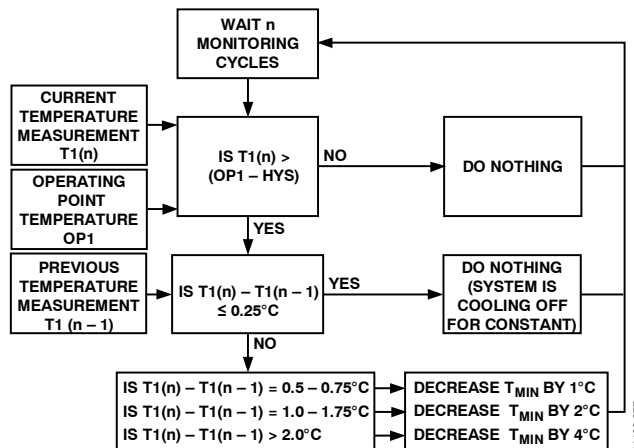 WAIT n
MONITORING
CYCLES
CURRENT
TEMPERATURE
MEASUREMENT
T1(n)
IS T1(n) >
(OP1 – HYS)
NO
DO NOTHING
OPERATING
POINT
TEMPERATURE
OP1
YES
PREVIOUS
TEMPERATURE
MEASUREMENT
T1 (n – 1)
IS T1(n) – T1(n – 1)
≤ 0.25°C
YES
DO NOTHING
(SYSTEM IS
COOLING OFF
FOR CONSTANT)
NO
IS T1(n) – T1(n – 1) = 0.5 – 0.75°C
DECREASE TMIN BY 1°C
IS T1(n) – T1(n – 1) = 1.0 – 1.75°C
DECREASE TMIN BY 2°C
IS T1(n) – T1(n – 1) > 2.0°C
DECREASE TMIN BY 4°C